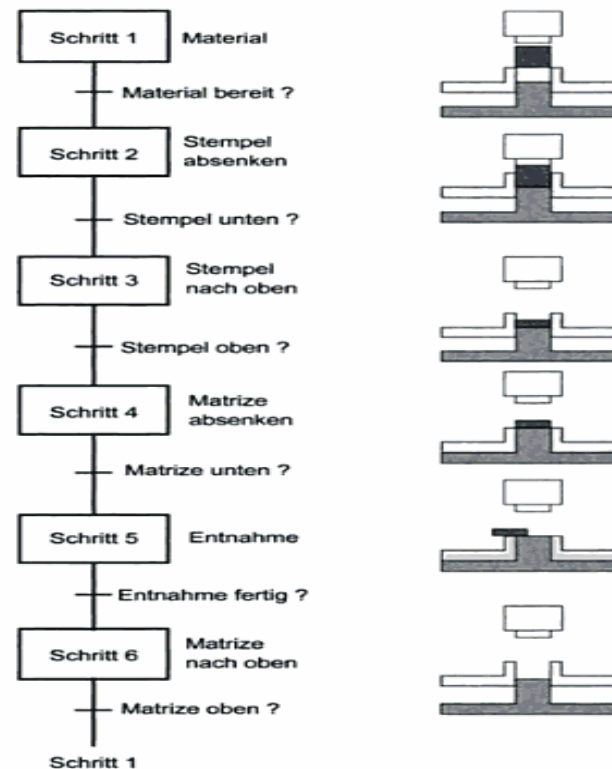 Schritt 1
Material
Material bereit ?
Schritt 2
Stempel
absenken
Stempel unten ?
Schritt 3
Stempel
nach oben
Stempel oben ?
Schritt 4
Matrize
absenken
Matrize unten ?
Schritt 5
Entnahme
Entnahme fertig ?
Schritt 6
Matrize
nach oben
Matrize oben ?
Schritt 1